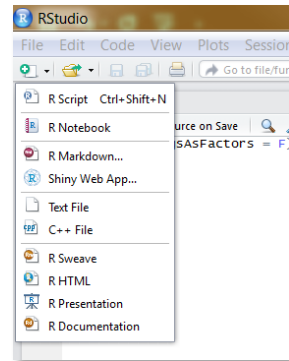 RStudio
File Edit Code View Plots Session
Go to file/fun
R Script Ctrl+Shift+N
R Notebook
urce on Save
R Markdown...
sAsFactors = F)
Shiny Web App...
Text File
C++ File
R Sweave
R HTML
R Presentation
R Documentation